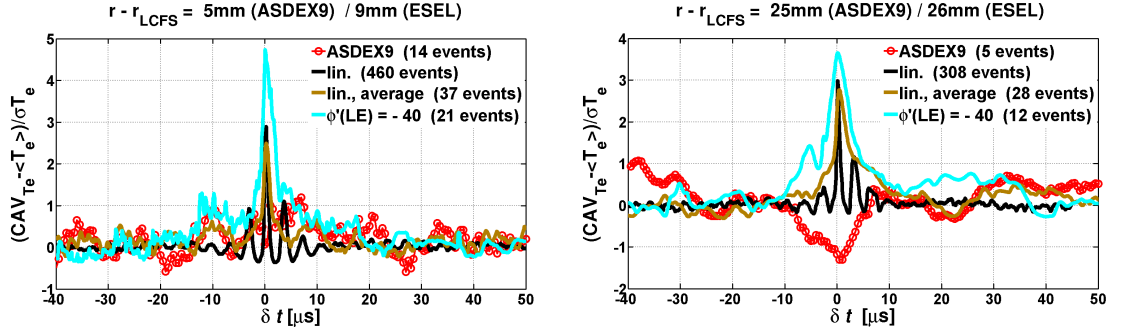 r - r_LCFS = 5mm (ASDEX9) / 9mm (ESEL)
(CAV_Te-<T_e>)/σT_e
5
4
3
2
1
0
-1
ASDEX9 (14 events)
lin. (460 events)
lin., average (37 events)
ϕ'(LE) = - 40 (21 events)
-40 -30 -20 -10 0 10 20 30 40 50
δ t [μs]
r - r_LCFS = 25mm (ASDEX9) / 26mm (ESEL)
(CAV_Te-<T_e>)/σT_e
4
3
2
1
0
-1
-2
ASDEX9 (5 events)
lin. (308 events)
lin., average (28 events)
ϕ'(LE) = - 40 (12 events)
-40 -30 -20 -10 0 10 20 30 40 50
δ t [μs]